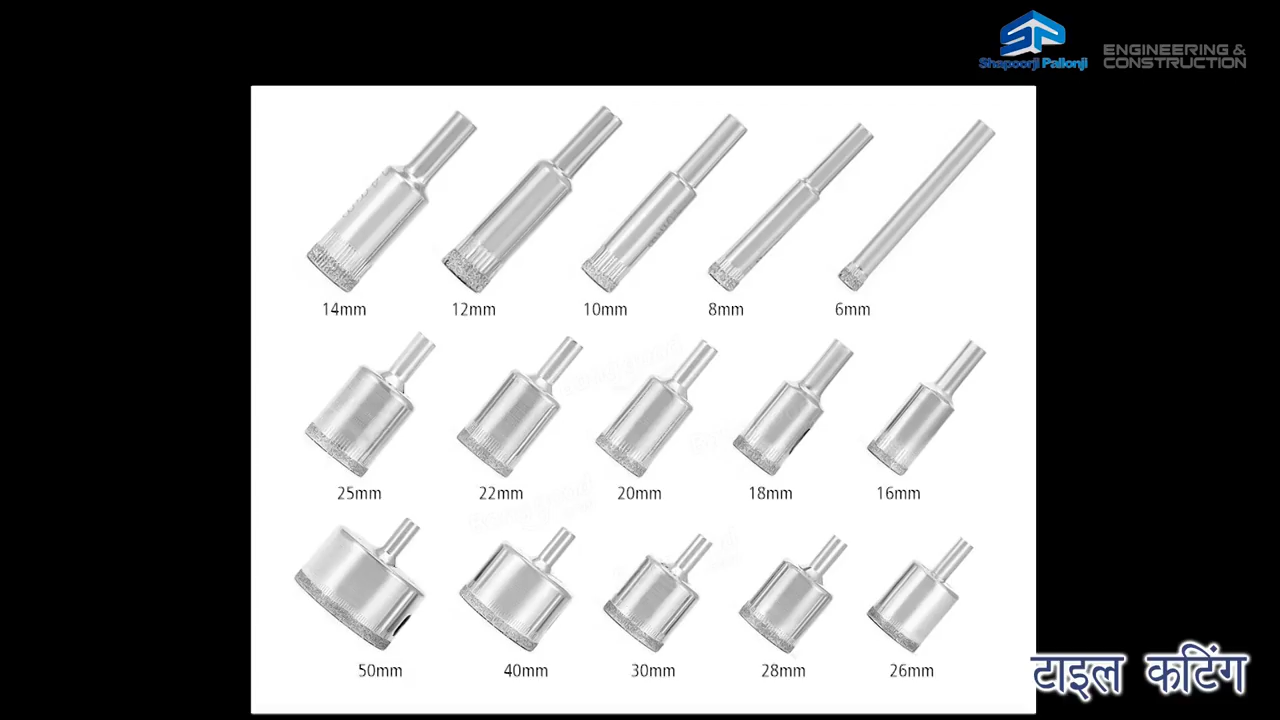 SP
Shapoorji Pallonji
ENGINEERING &
CONSTRUCTION
14mm 12mm 10mm 8mm 6mm
25mm 22mm 20mm 18mm 16mm
50mm 40mm 30mm 28mm 26mm
टाइल कटिंग